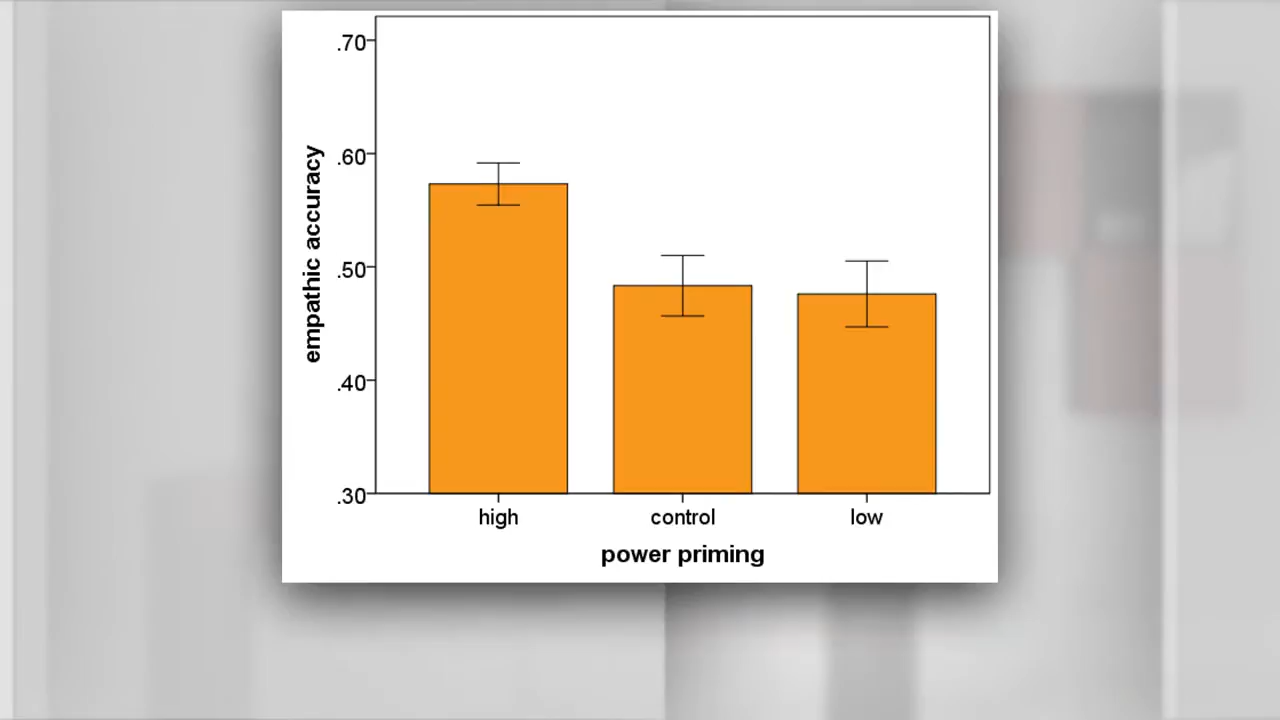 .70
.60
.50
.40
.30
empathic accuracy
high control low
power priming